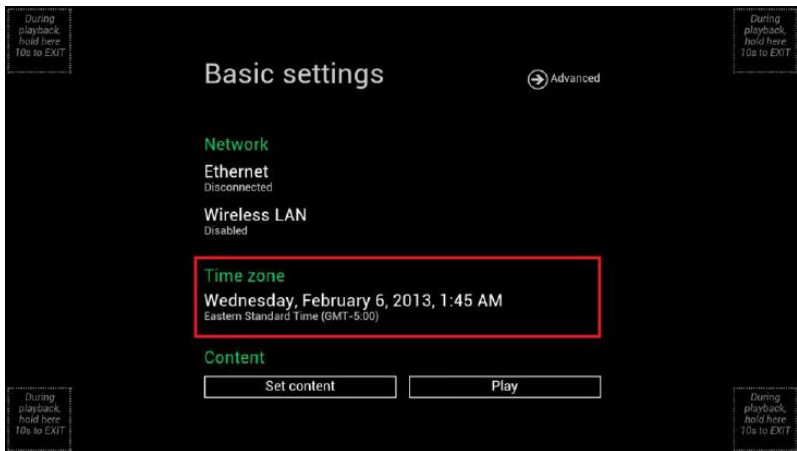 During
playback,
hold here
10s to EXIT
During
playback,
hold here
10s to EXIT
Basic settings
Advanced
Network
Ethernet
Disconnected
Wireless LAN
Disabled
Time zone
Wednesday, February 6, 2013, 1:45 AM
Eastern Standard Time (GMT-5:00)
Content
Set content
Play
During
playback,
hold here
10s to EXIT
During
playback,
hold here
10s to EXIT